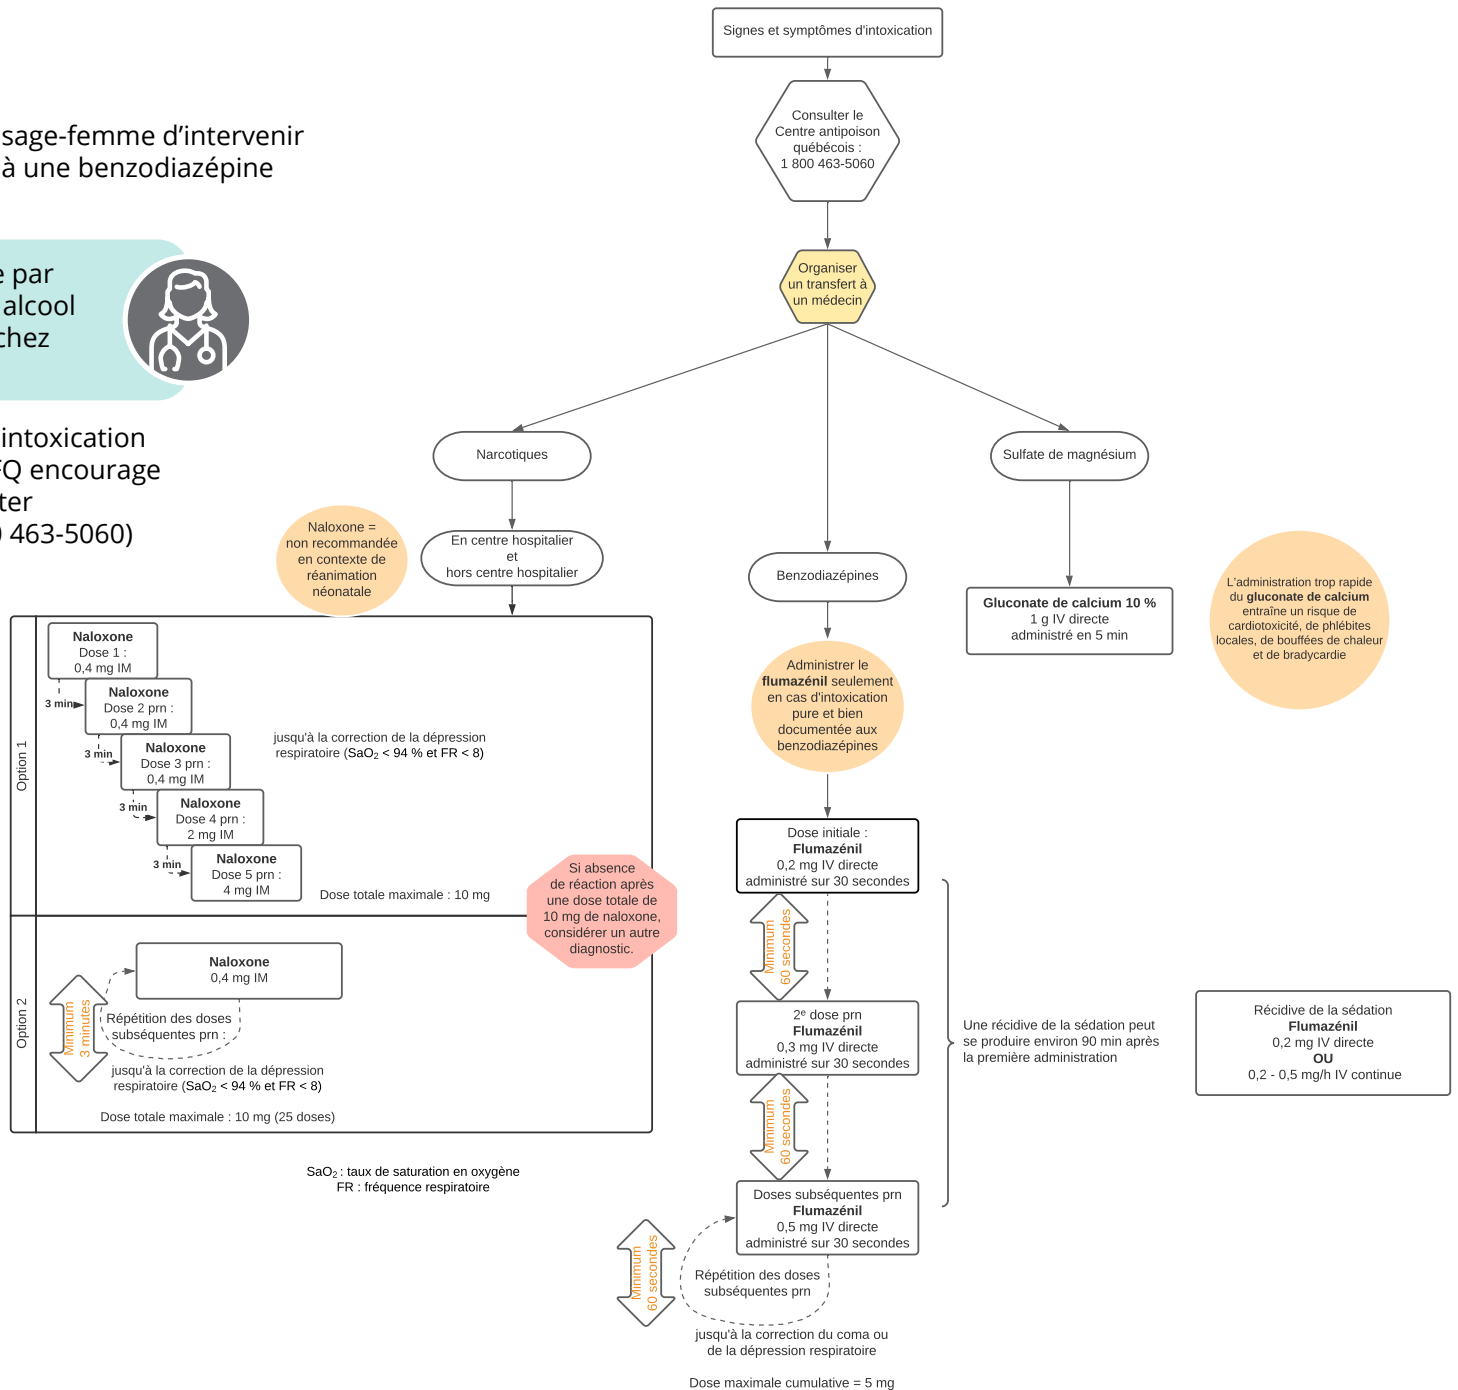 Signes et symptômes d'intoxication
Consulter le
Centre antipoison
québécois :
1 800 463-5060
sage-femme d’intervenir
à une benzodiazépine
e par
alcool
chez
Organiser
un transfert à
un médecin
intoxication
FQ encourage
ter
0 463-5060)
Narcotiques
Sulfate de magnésium
Naloxone =
non recommandée
en contexte de
réanimation
néonatale
En centre hospitalier
et
hors centre hospitalier
Benzodiazépines
Gluconate de calcium 10 %
1 g IV directe
administré en 5 min
L'administration trop rapide
du gluconate de calcium
entraîne un risque de
cardiotoxicité, de phlébites
locales, de bouffées de chaleur
et de bradycardie
Option 1
Naloxone
Dose 1 :
0,4 mg IM
3 min
Naloxone
Dose 2 prn :
0,4 mg IM
3 min
Naloxone
Dose 3 prn :
0,4 mg IM
3 min
Naloxone
Dose 4 prn :
2 mg IM
3 min
Naloxone
Dose 5 prn :
4 mg IM
jusqu'à la correction de la dépression
respiratoire (SaO2 < 94 % et FR < 8)
Dose totale maximale : 10 mg
Si absence
de réaction après
une dose totale de
10 mg de naloxone,
considérer un autre
diagnostic.
Option 2
Naloxone
0,4 mg IM
Minimum
3 minutes
Répétition des doses
subséquentes prn :
jusqu'à la correction de la dépression
respiratoire (SaO2 < 94 % et FR < 8)
Dose totale maximale : 10 mg (25 doses)
SaO2 : taux de saturation en oxygène
FR : fréquence respiratoire
Administrer le
flumazénil seulement
en cas d'intoxication
pure et bien
documentée aux
benzodiazépines
Dose initiale :
Flumazénil
0,2 mg IV directe
administré sur 30 secondes
Minimum
60 secondes
2e dose prn
Flumazénil
0,3 mg IV directe
administré sur 30 secondes
Minimum
60 secondes
Doses subséquentes prn
Flumazénil
0,5 mg IV directe
administré sur 30 secondes
Minimum
60 secondes
Répétition des doses
subséquentes prn
jusqu'à la correction du coma ou
de la dépression respiratoire
Dose maximale cumulative = 5 mg
Une récidive de la sédation peut
se produire environ 90 min après
la première administration
Récidive de la sédation
Flumazénil
0,2 mg IV directe
OU
0,2 - 0,5 mg/h IV continue